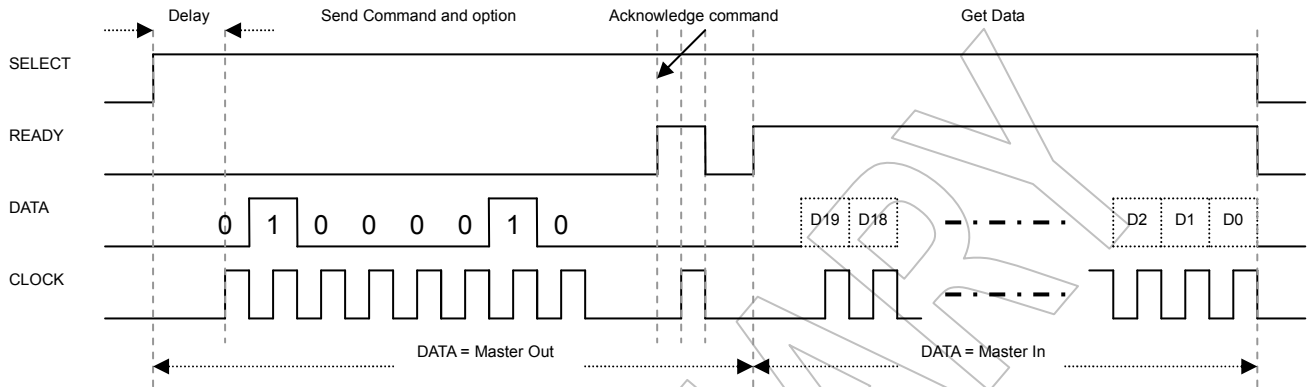 Delay Send Command and option Acknowledge command Get Data
SELECT
READY
DATA 0 1 0 0 0 0 1 0 D19 D18 D2 D1 D0
CLOCK
DATA = Master Out DATA = Master In